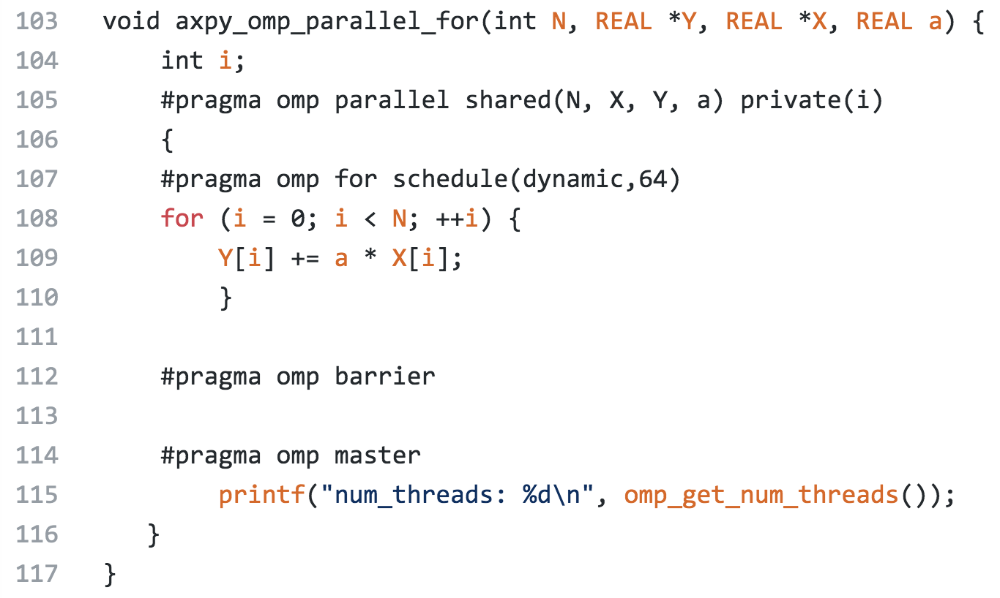 103 void axpy_omp_parallel_for(int N, REAL *Y, REAL *X, REAL a) {
104     int i;
105     #pragma omp parallel shared(N, X, Y, a) private(i)
106     {
107     #pragma omp for schedule(dynamic,64)
108     for (i = 0; i < N; ++i) {
109         Y[i] += a * X[i];
110         }
111
112     #pragma omp barrier
113
114     #pragma omp master
115         printf("num_threads: %d\n", omp_get_num_threads());
116    }
117 }